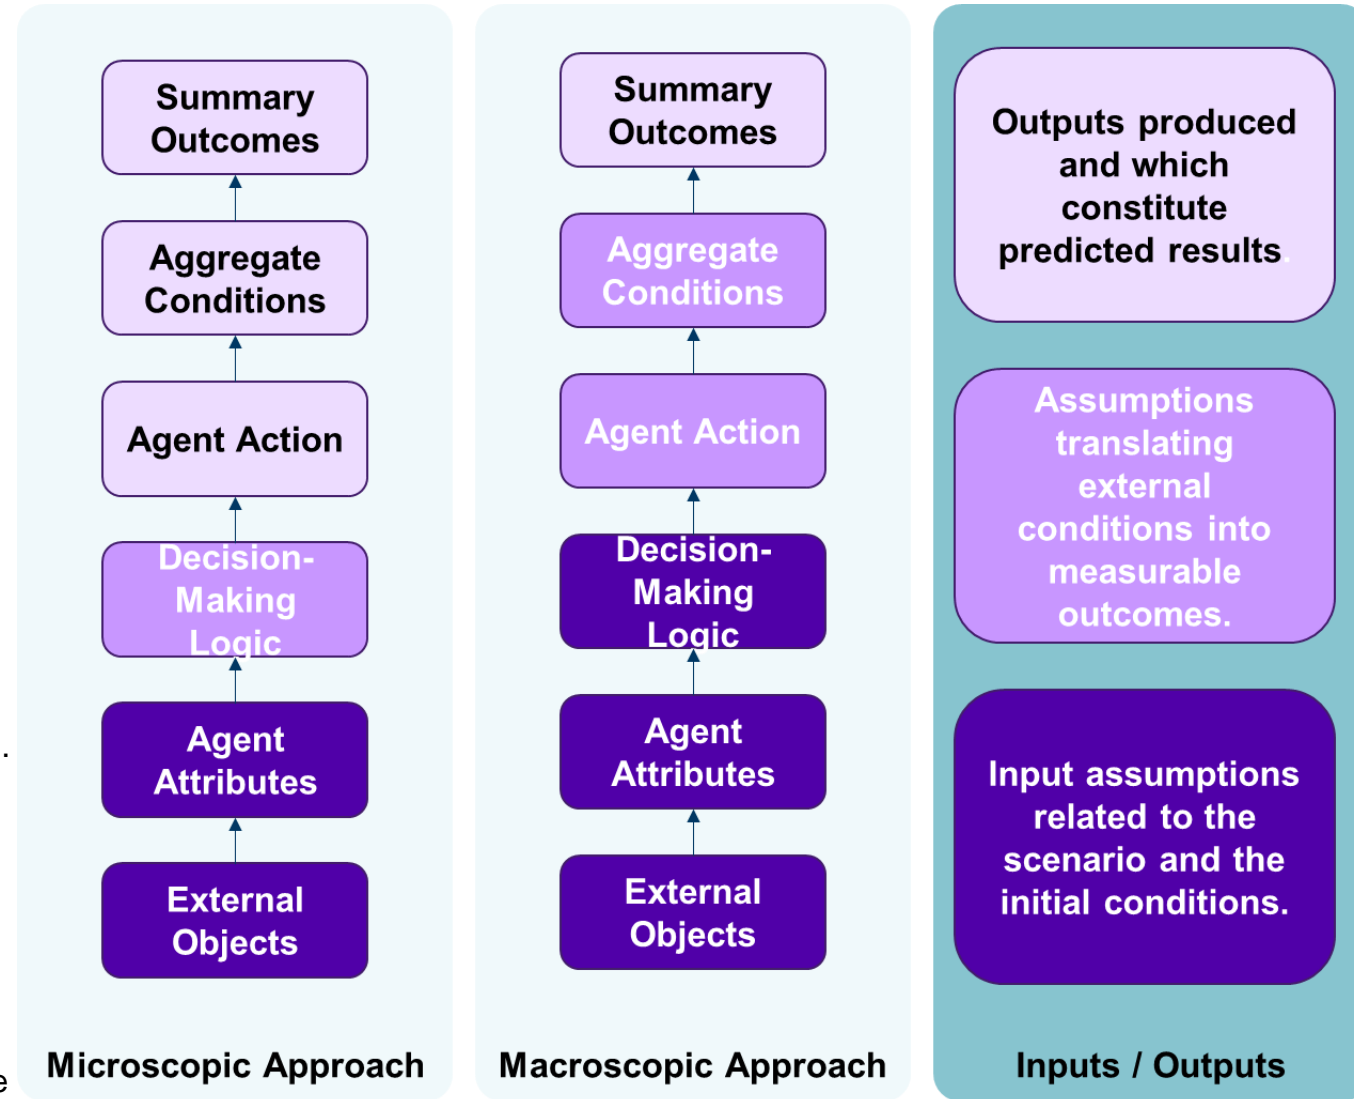 Summary
Outcomes
Aggregate
Conditions
Agent Action
Decision-
Making
Logic
Agent
Attributes
External
Objects
Microscopic Approach
Summary
Outcomes
Aggregate
Conditions
Agent Action
Decision-
Making
Logic
Agent
Attributes
External
Objects
Macroscopic Approach
Outputs produced
and which
constitute
predicted results.
Assumptions
translating
external
conditions into
measurable
outcomes.
Input assumptions
related to the
scenario and the
initial conditions.
Inputs / Outputs
.
e